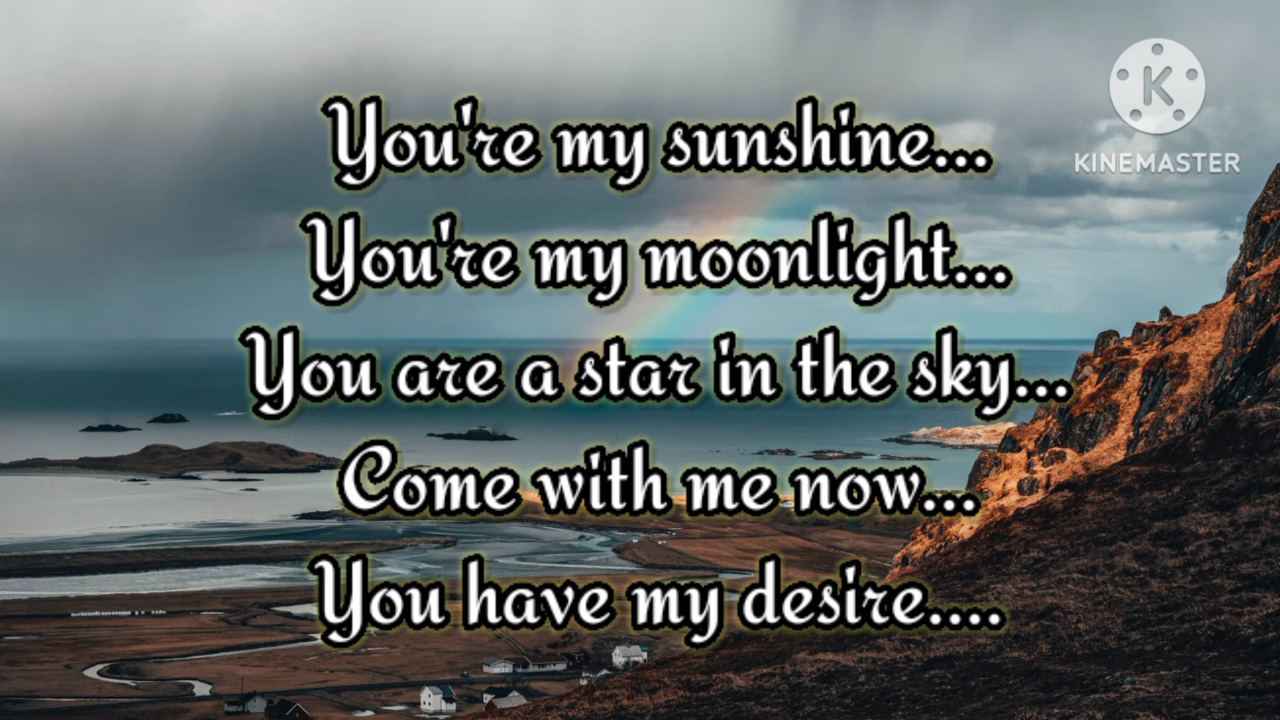 You're my sunshine...
You're my moonlight...
You are a star in the sky...
Come with me now...
You have my desire....
K
KINEMASTER